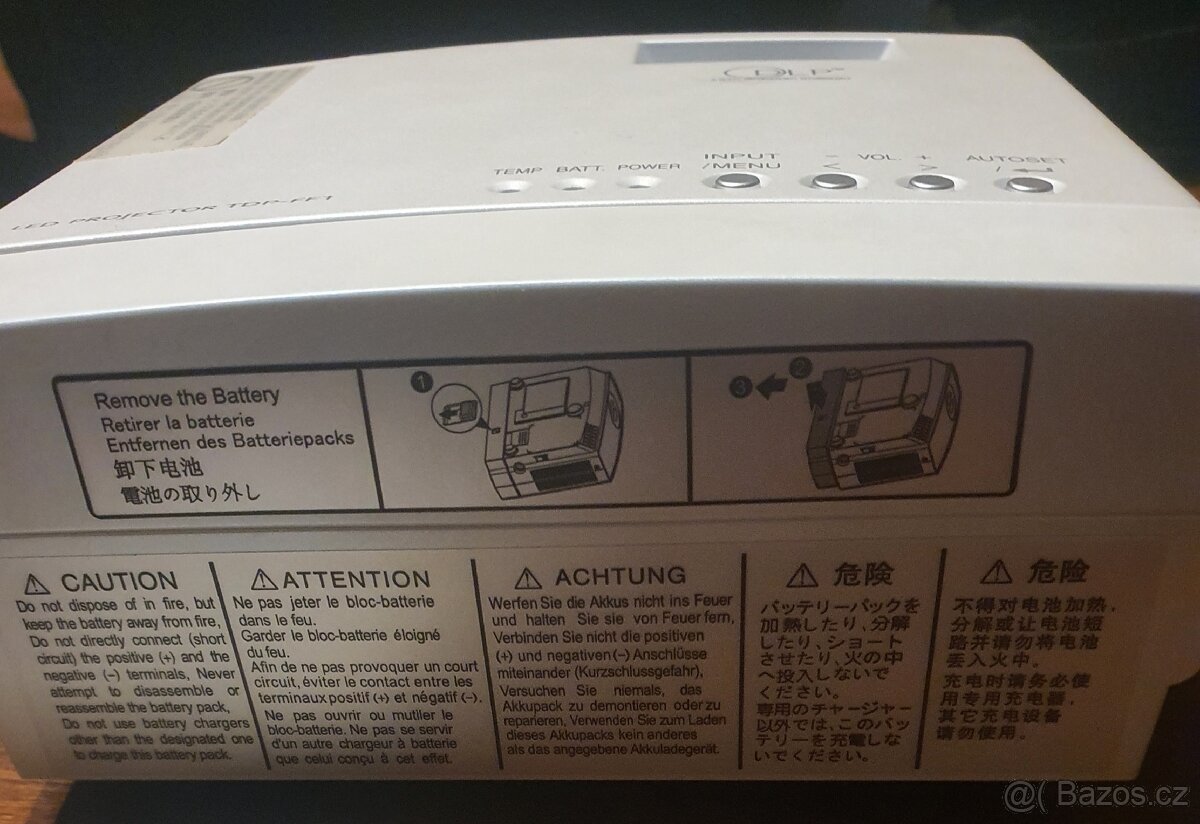 DLP™
INPUT
/MENU
TEMP BATT. POWER
− VOL. +
< >
AUTOSET
/
LED PROJECTOR TDP-FF1
Remove the Battery
Retirer la batterie
Entfernen des Batteriepacks
卸下电池
電池の取り外し
1
3 2
⚠ CAUTION
Do not dispose of in fire, but
keep the battery away from fire,
Do not directly connect (short
circuit) the positive (+) and the
negative (−) terminals, Never
attempt to disassemble or
reassemble the battery pack,
Do not use battery chargers
other than the designated one
to charge this battery pack.
⚠ ATTENTION
Ne pas jeter le bloc-batterie
dans le feu.
Garder le bloc-batterie éloigné
du feu.
Afin de ne pas provoquer un court
circuit, éviter le contact entre les
terminaux positif (+) et négatif (−).
Ne pas ouvrir ou mutiler le
bloc-batterie. Ne pas se servir
d'un autre chargeur à batterie
que celui conçu à cet effet.
⚠ ACHTUNG
Werfen Sie die Akkus nicht ins Feuer
und halten Sie sie von Feuer fern,
Verbinden Sie nicht die positiven
(+) und negativen (−) Anschlüsse
miteinander (Kurzschlussgefahr),
Versuchen Sie niemals, das
Akkupack zu demontieren oder zu
reparieren, Verwenden Sie zum Laden
dieses Akkupacks kein anderes
als das angegebene Akkuladegerät.
⚠ 危険
バッテリーパックを
加熱したり、分解
したり、ショート
させたり、火の中
へ投入しないで
ください。
専用のチャージャー
以外では、このバッ
テリーを充電しな
いでください。
⚠ 危险
不得对电池加热,
分解或让电池短
路并请勿将电池
丢入火中。
充电时请务必使
用专用充电器,
其它充电设备
请勿使用。
@( Bazos.cz